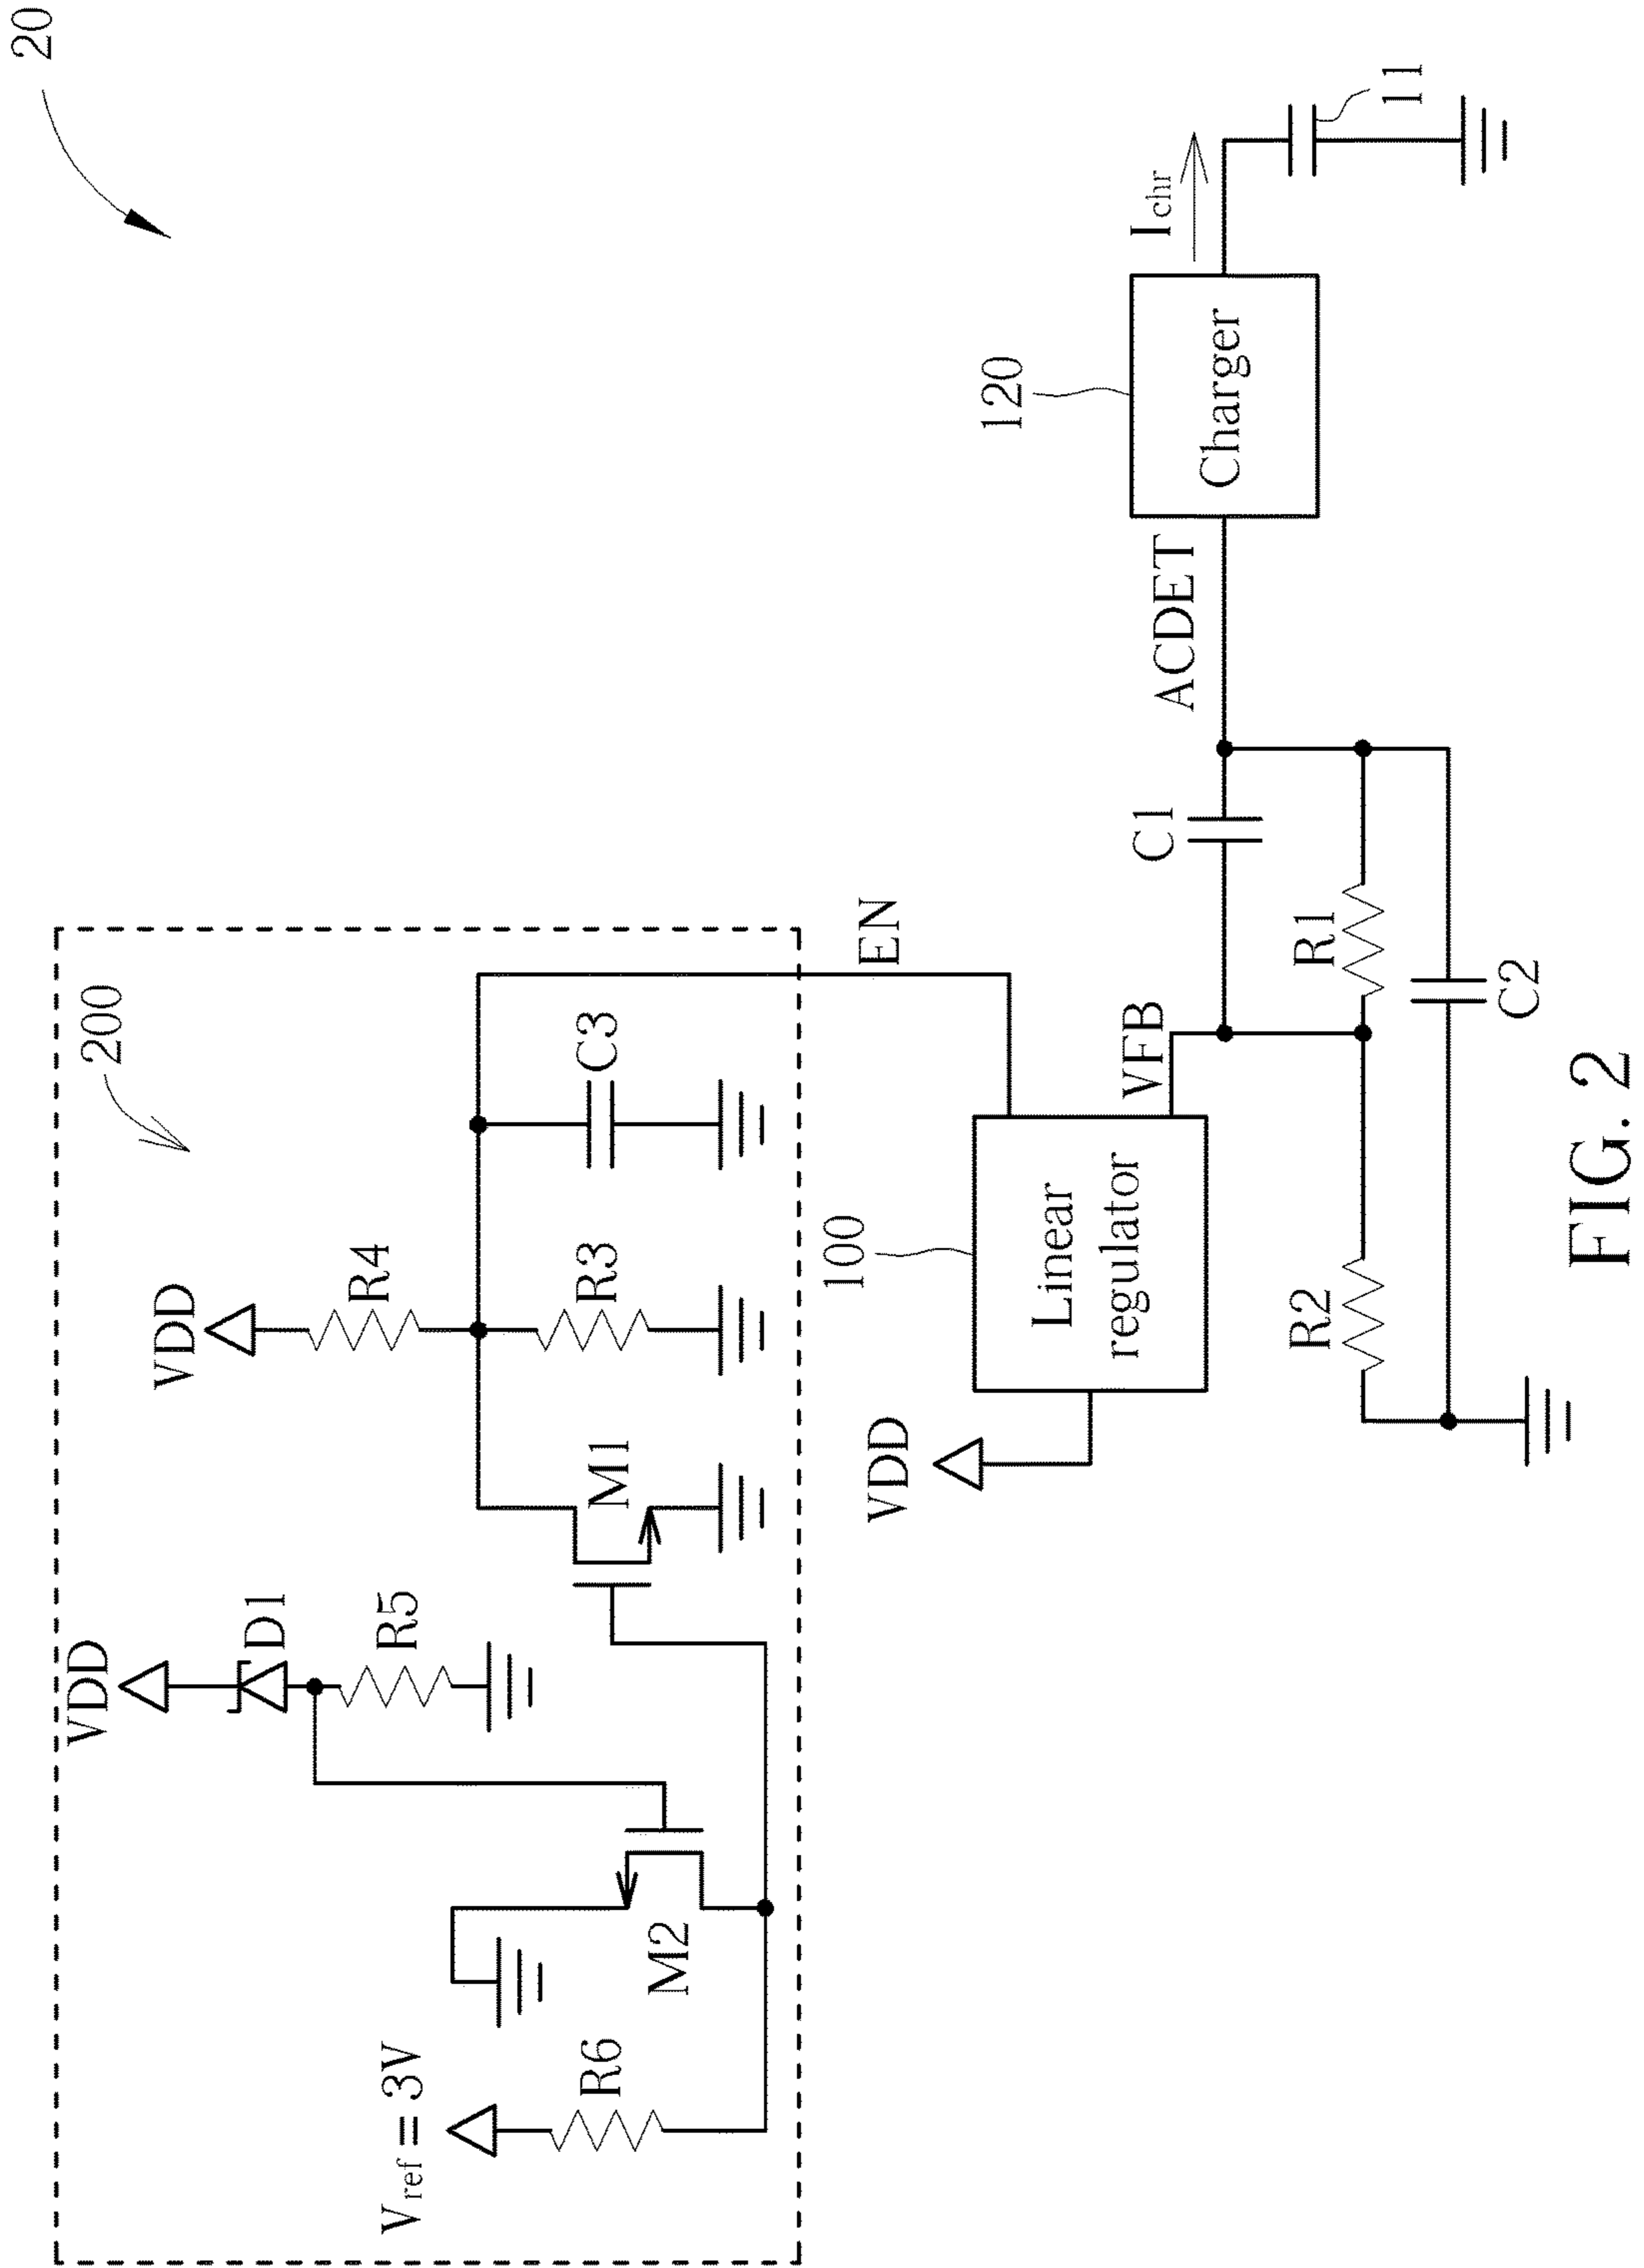 20
200
VDD
D1
R5
VDD
R4
R3
C3
M1
M2
Vref = 3V
R6
EN
VDD
100
Linear
regulator
VFB
C1
R1
R2
C2
ACDET
120
Charger
Ichr
11
FIG. 2